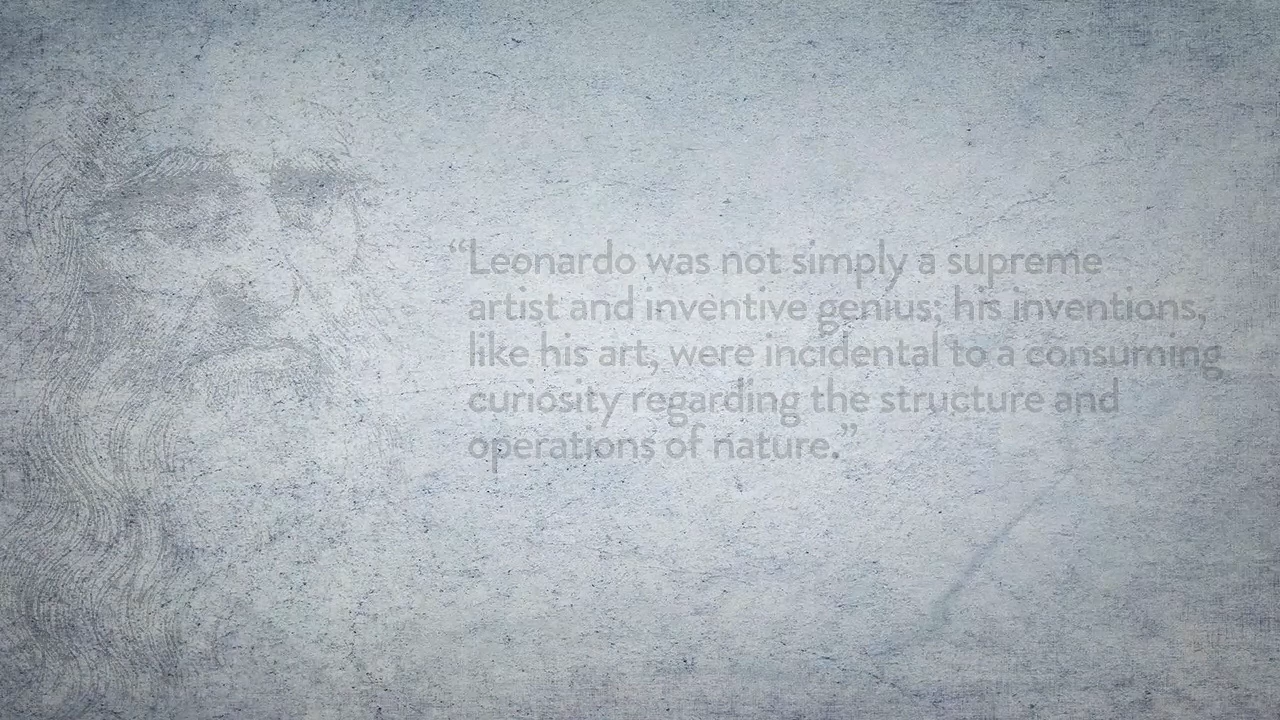 “Leonardo was not simply a supreme
artist and inventive genius; his inventions,
like his art, were incidental to a consuming
curiosity regarding the structure and
operations of nature.”